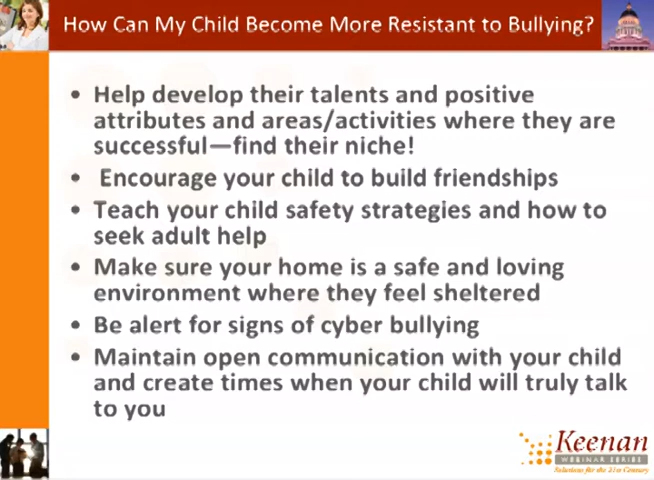 How Can My Child Become More Resistant to Bullying?
• Help develop their talents and positive
attributes and areas/activities where they are
successful—find their niche!
• Encourage your child to build friendships
• Teach your child safety strategies and how to
seek adult help
• Make sure your home is a safe and loving
environment where they feel sheltered
• Be alert for signs of cyber bullying
• Maintain open communication with your child
and create times when your child will truly talk
to you
Keenan
WEBINAR SERIES
Solutions for the 21st Century